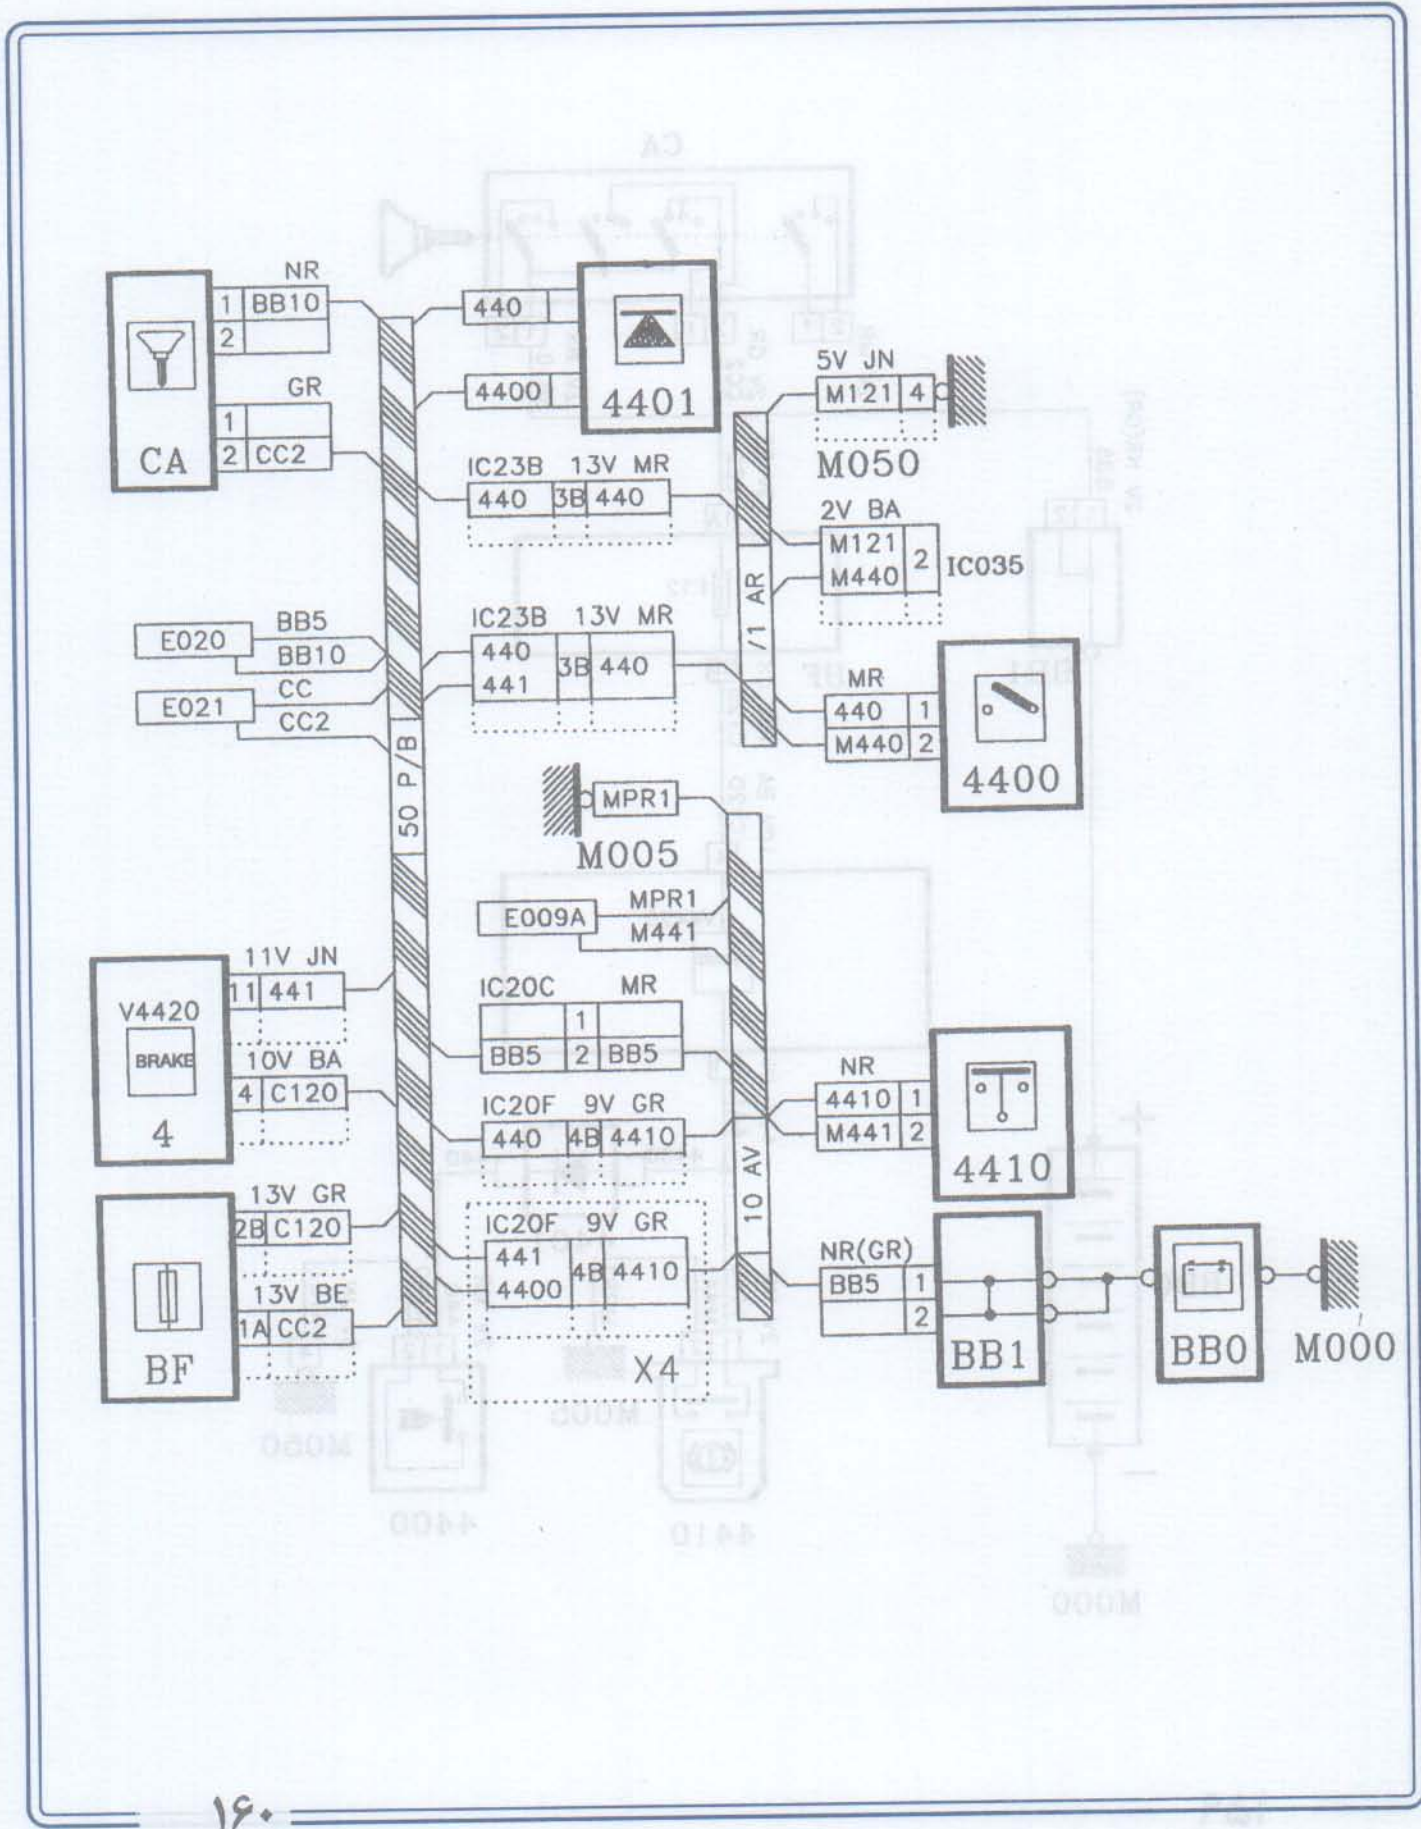 NR
1 BB10
2
GR
1
2 CC2
CA
440
4400
4401
IC23B 13V MR
440 3B 440
5V JN
M121 4
M050
2V BA
M121
M440 2
IC035
/1 AR
E020
BB5
BB10
E021
CC
CC2
50 P/B
IC23B 13V MR
440
441
3B 440
MR
440 1
M440 2
4400
MPR1
M005
E009A
MPR1
M441
IC20C MR
1
BB5 2 BB5
IC20F 9V GR
440 4B 4410
10 AV
IC20F 9V GR
441
4400
4B 4410
X4
11V JN
11 441
V4420
BRAKE
10V BA
4 C120
4
13V GR
2B C120
13V BE
1A CC2
BF
NR
4410 1
M441 2
4410
NR(GR)
BB5 1
2
BB1
BB0
M000
۱۶۰